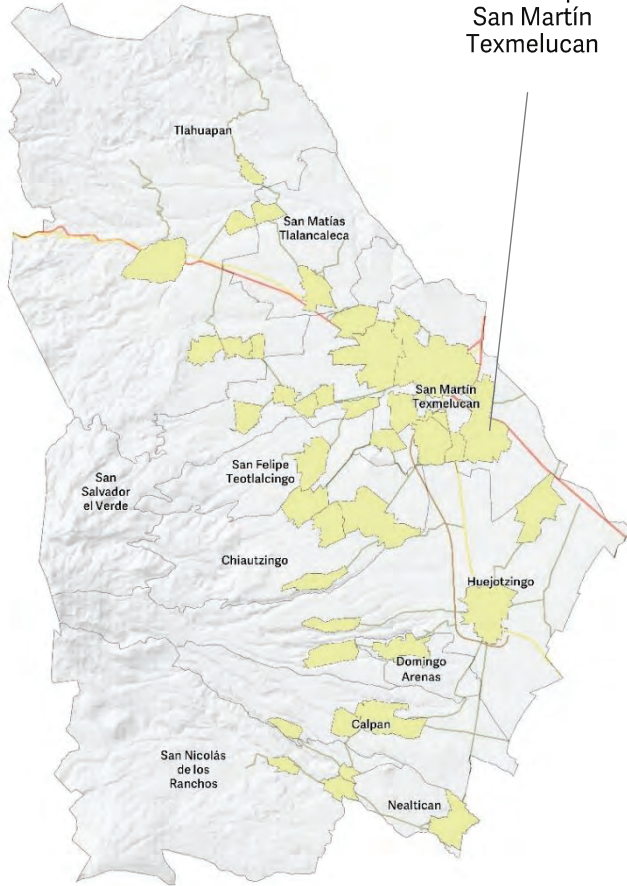 San Martín
Texmelucan
Tlahuapan
San Matías
Tlalancaleca
San Martín
Texmelucan
San Felipe
Teotlalcingo
San
Salvador
el Verde
Chiautzingo
Huejotzingo
Domingo
Arenas
Calpan
San Nicolás
de los
Ranchos
Nealtican